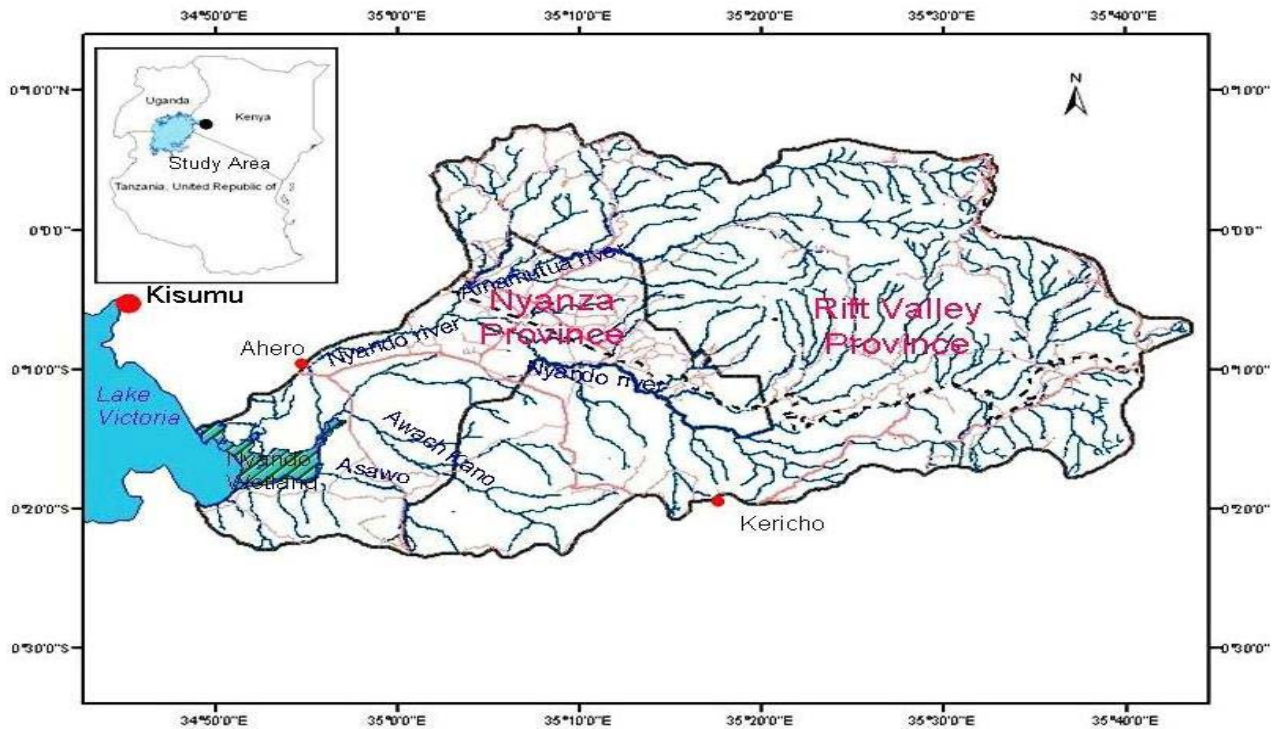 34°50'0"E 35°0'0"E 35°10'0"E 35°20'0"E 35°30'0"E 35°40'0"E
0°10'0"N 0°10'0"
N
Uganda
Kenya
Study Area
Tanzania, United Republic of
0°0'0" 0°0'0"
Kisumu
Amamutua river
Nyanza
Province
Rift Valley
Province
Nyando river
Ahero
0°10'0"S 0°10'0"S
Nyando river
Lake
Victoria
Awach Kano
Nyando
Wetland
Asawo
0°20'0"S 0°20'0"S
Kericho
0°30'0"S 0°30'0"S
34°50'0"E 35°0'0"E 35°10'0"E 35°20'0"E 35°30'0"E 35°40'0"E